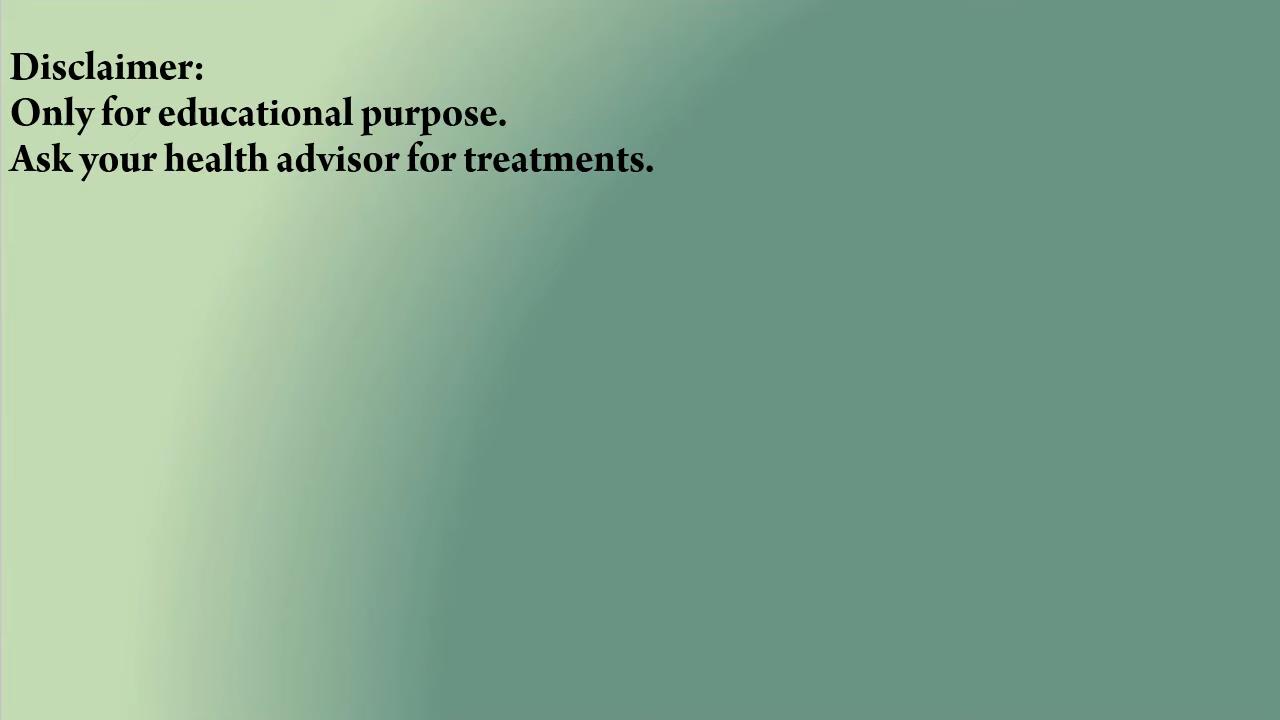 Disclaimer:
Only for educational purpose.
Ask your health advisor for treatments.